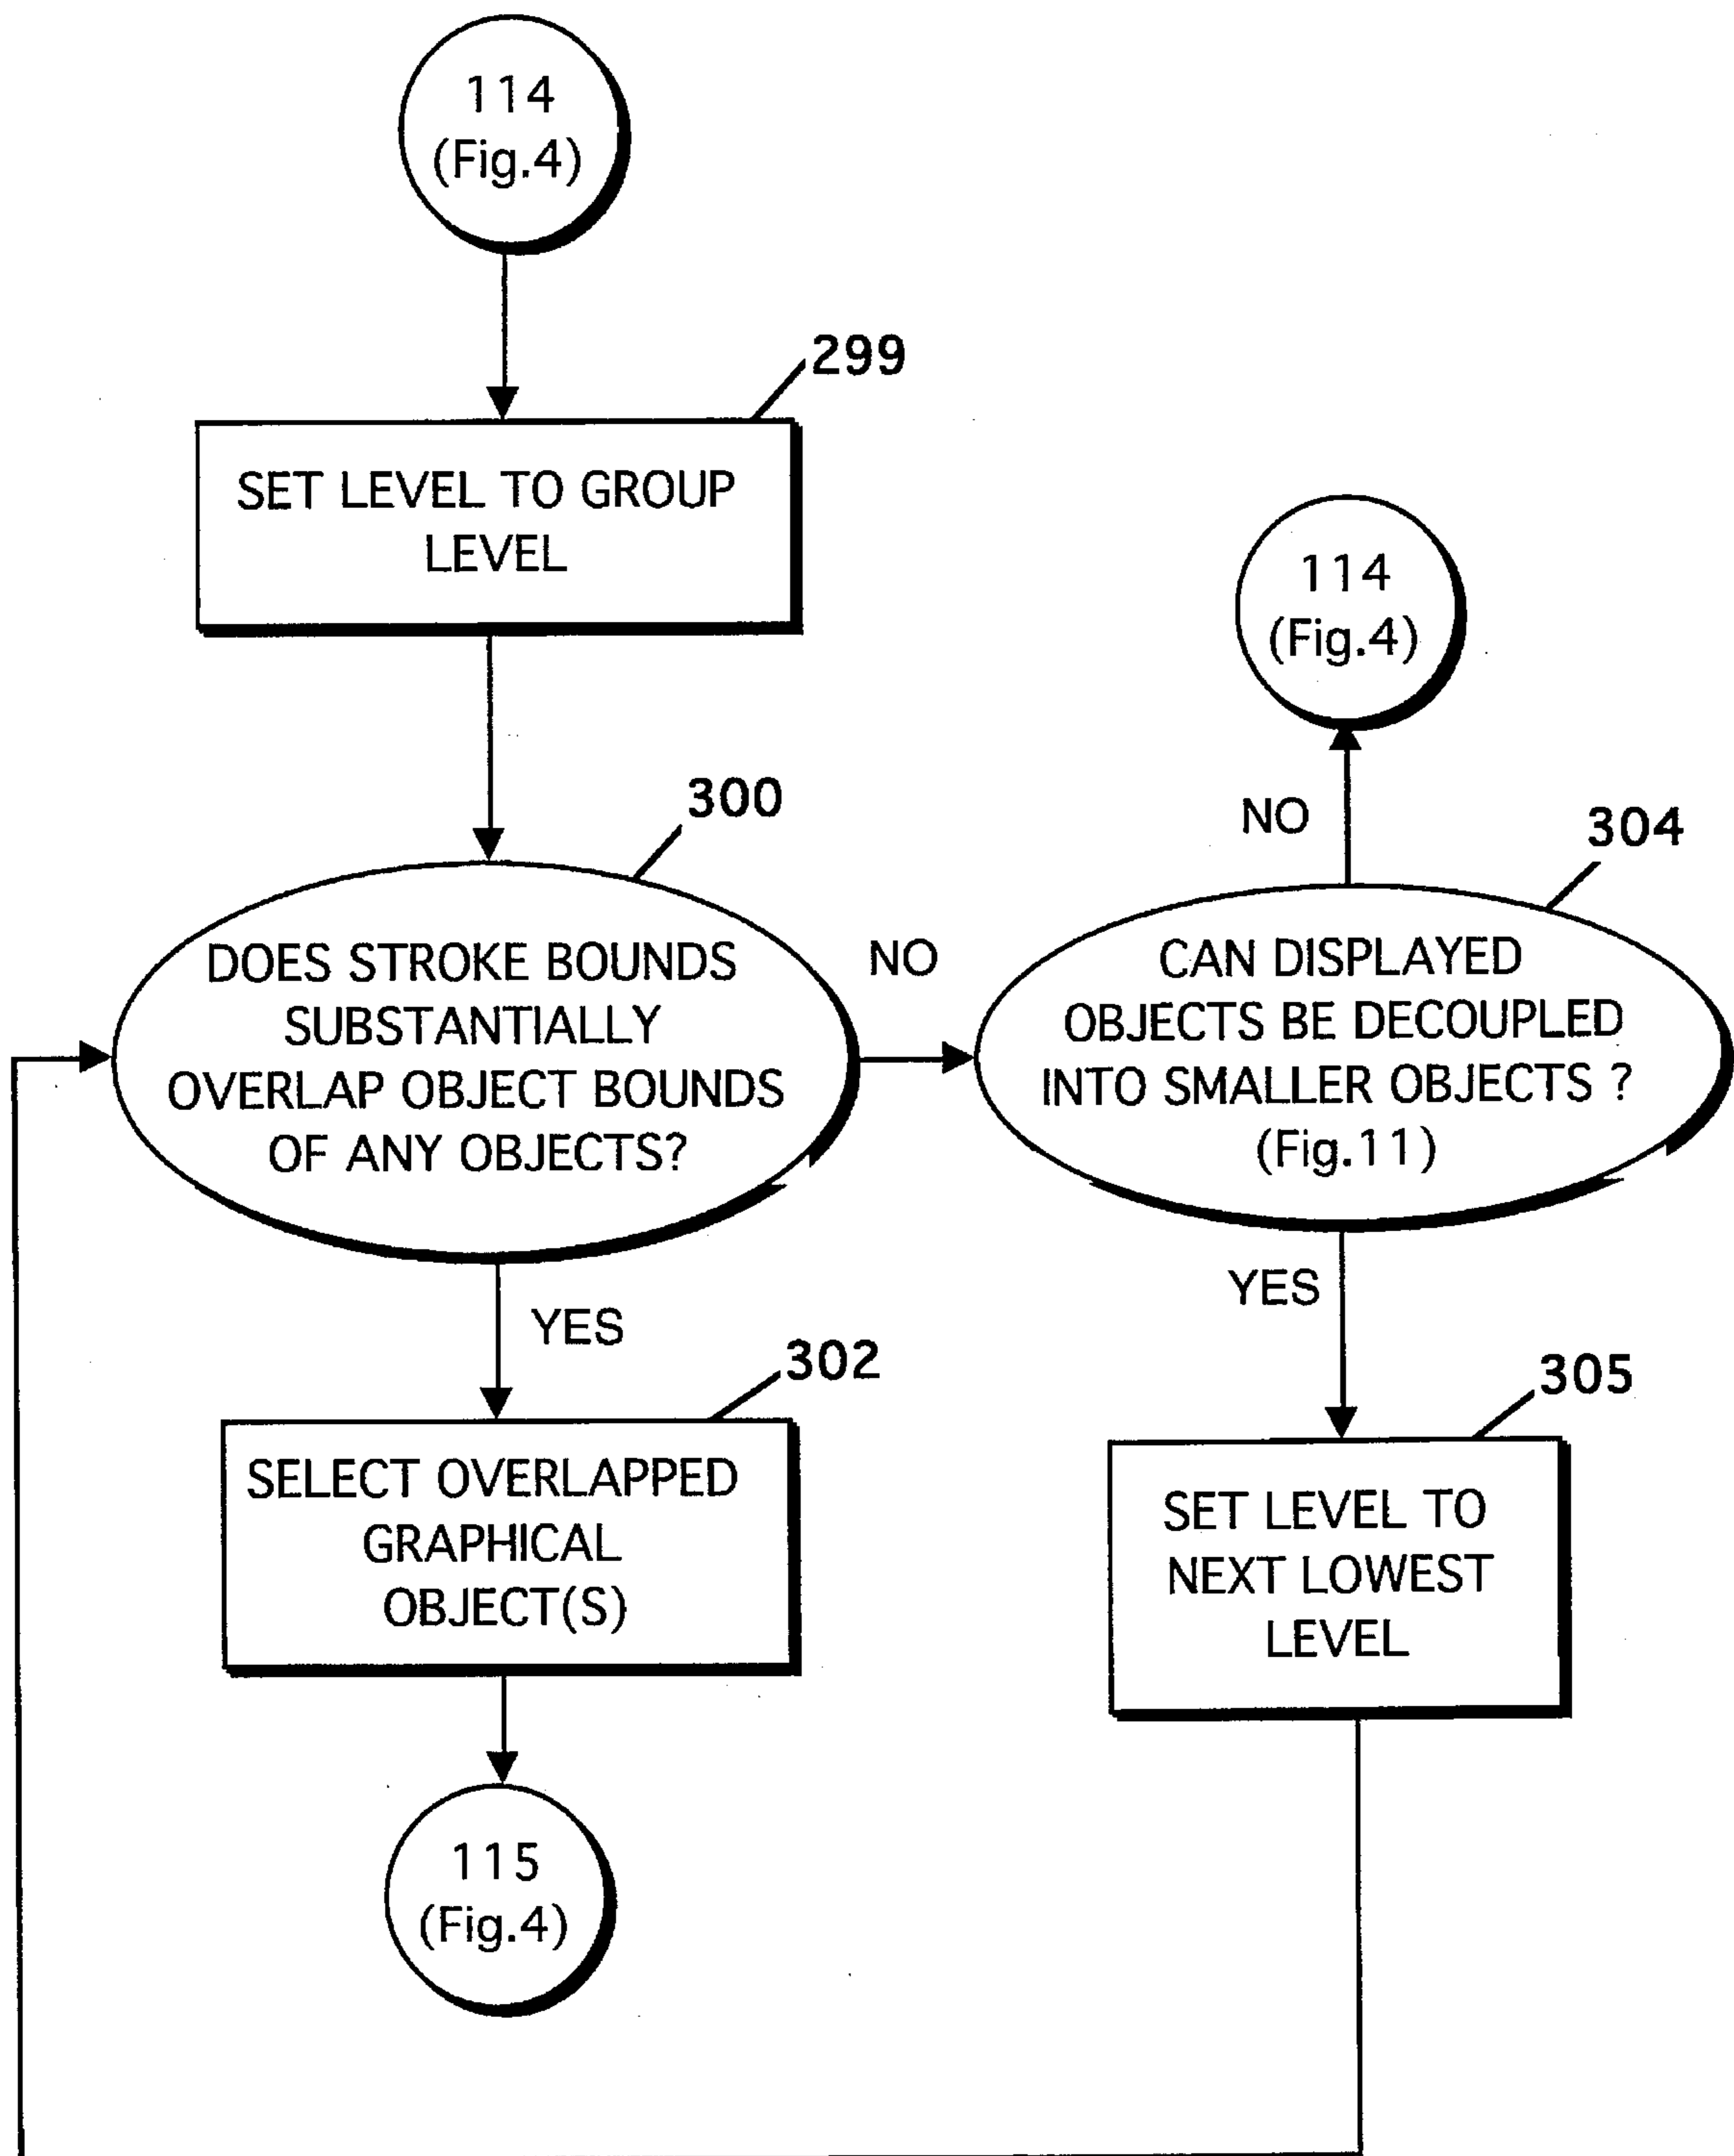 114
(Fig.4)
299
SET LEVEL TO GROUP
LEVEL
114
(Fig.4)
300
NO
304
DOES STROKE BOUNDS
SUBSTANTIALLY
OVERLAP OBJECT BOUNDS
OF ANY OBJECTS?
NO
CAN DISPLAYED
OBJECTS BE DECOUPLED
INTO SMALLER OBJECTS ?
(Fig.11)
YES
YES
302
305
SELECT OVERLAPPED
GRAPHICAL
OBJECT(S)
SET LEVEL TO
NEXT LOWEST
LEVEL
115
(Fig.4)